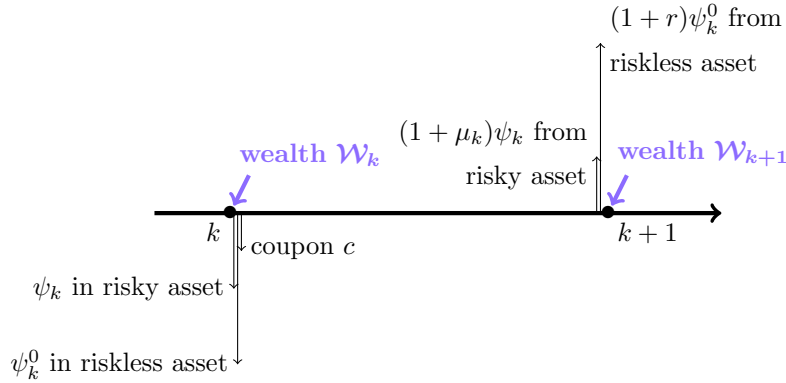 (1 + r)ψ_k^0 from
riskless asset
(1 + μ_k)ψ_k from
risky asset
wealth 𝒲_k
wealth 𝒲_{k+1}
k
k + 1
coupon c
ψ_k in risky asset
ψ_k^0 in riskless asset